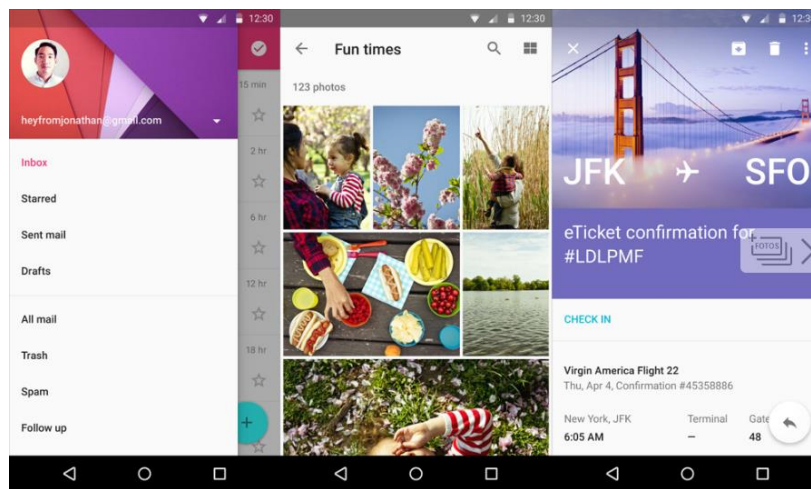 12:30
15 min
heyfromjonathan@gmail.com
Inbox
2 hr
Starred
Sent mail
6 hr
Drafts
12 hr
All mail
Trash
18 hr
Spam
Follow up
12:30
Fun times
123 photos
JFK ✈ SFO
eTicket confirmation for
#LDLPMF
FOTOS
CHECK IN
Virgin America Flight 22
Thu, Apr 4, Confirmation #45358886
New York, JFK Terminal Gate
6:05 AM – 48